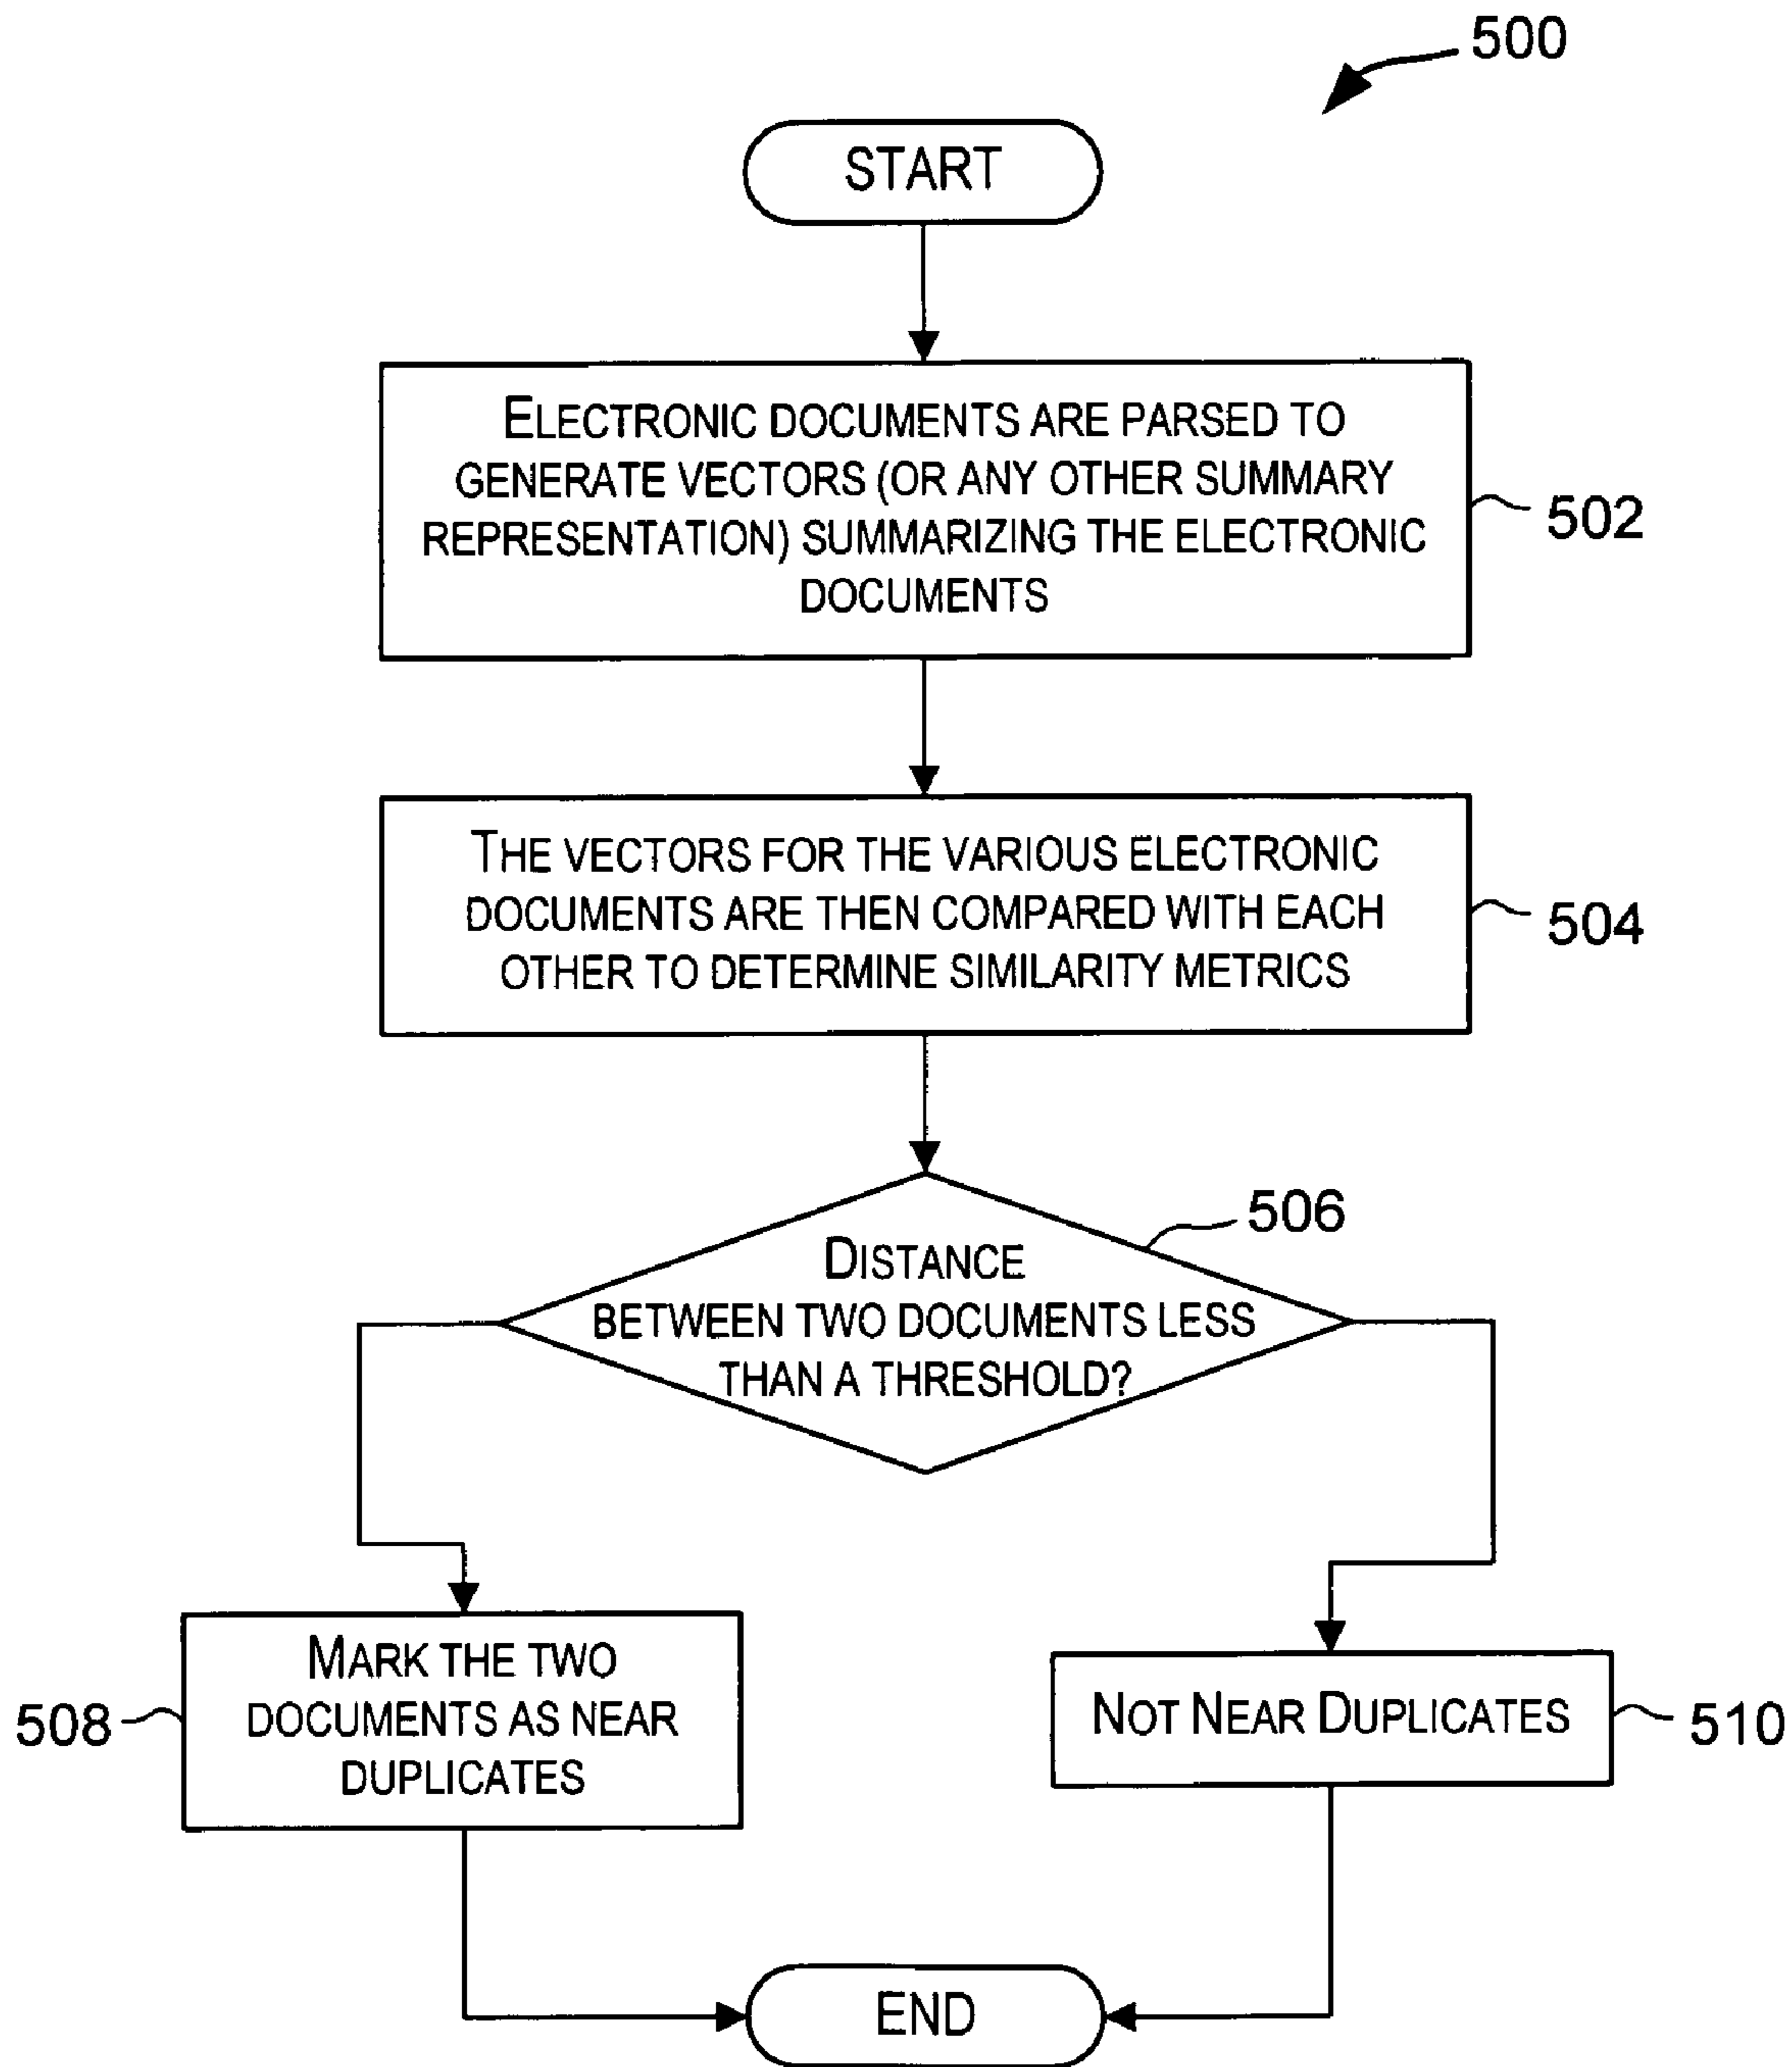 500
START
ELECTRONIC DOCUMENTS ARE PARSED TO
GENERATE VECTORS (OR ANY OTHER SUMMARY
REPRESENTATION) SUMMARIZING THE ELECTRONIC
DOCUMENTS
502
THE VECTORS FOR THE VARIOUS ELECTRONIC
DOCUMENTS ARE THEN COMPARED WITH EACH
OTHER TO DETERMINE SIMILARITY METRICS
504
506
DISTANCE
BETWEEN TWO DOCUMENTS LESS
THAN A THRESHOLD?
508
MARK THE TWO
DOCUMENTS AS NEAR
DUPLICATES
NOT NEAR DUPLICATES
510
END